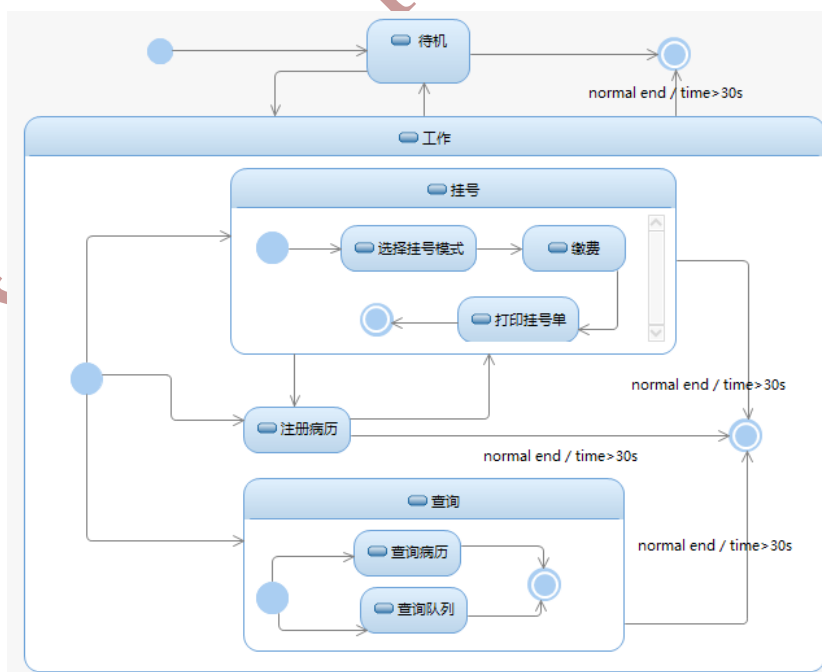 待机
normal end / time>30s
工作
挂号
选择挂号模式
缴费
打印挂号单
normal end / time>30s
注册病历
normal end / time>30s
查询
查询病历
normal end / time>30s
查询队列